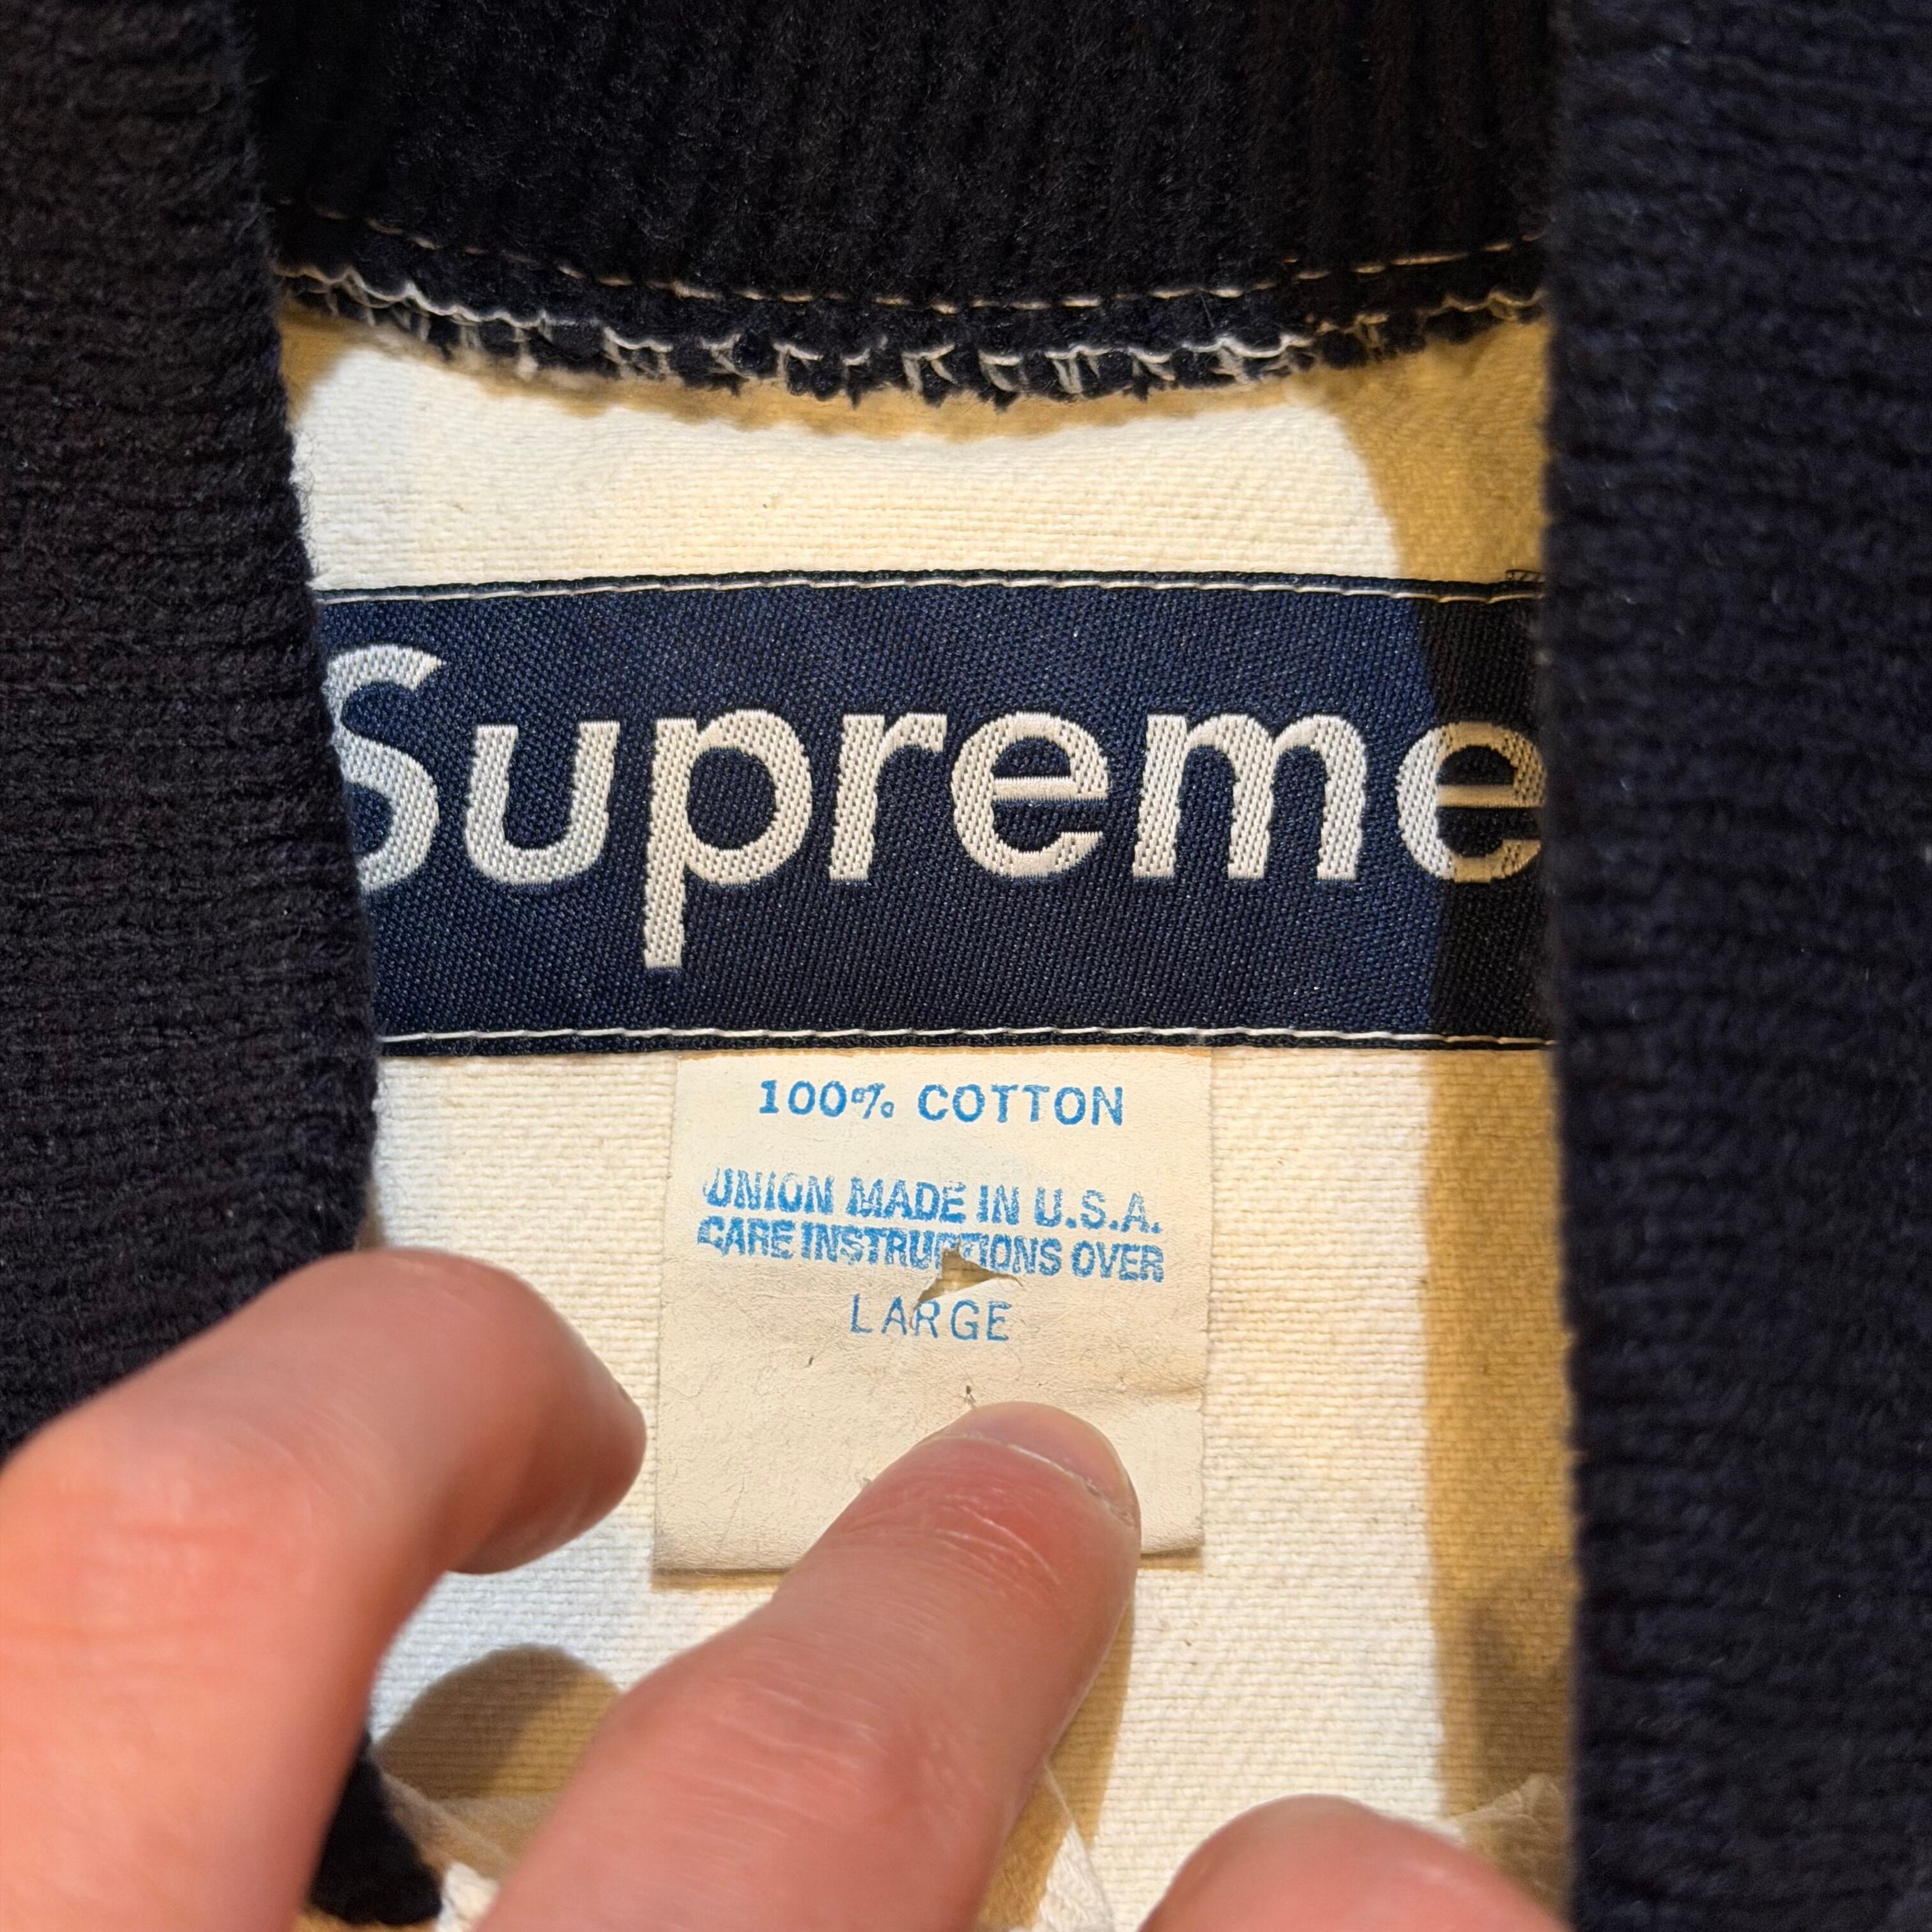 Supreme
100% COTTON
UNION MADE IN U.S.A.
CARE INSTRUCTIONS OVER
LARGE